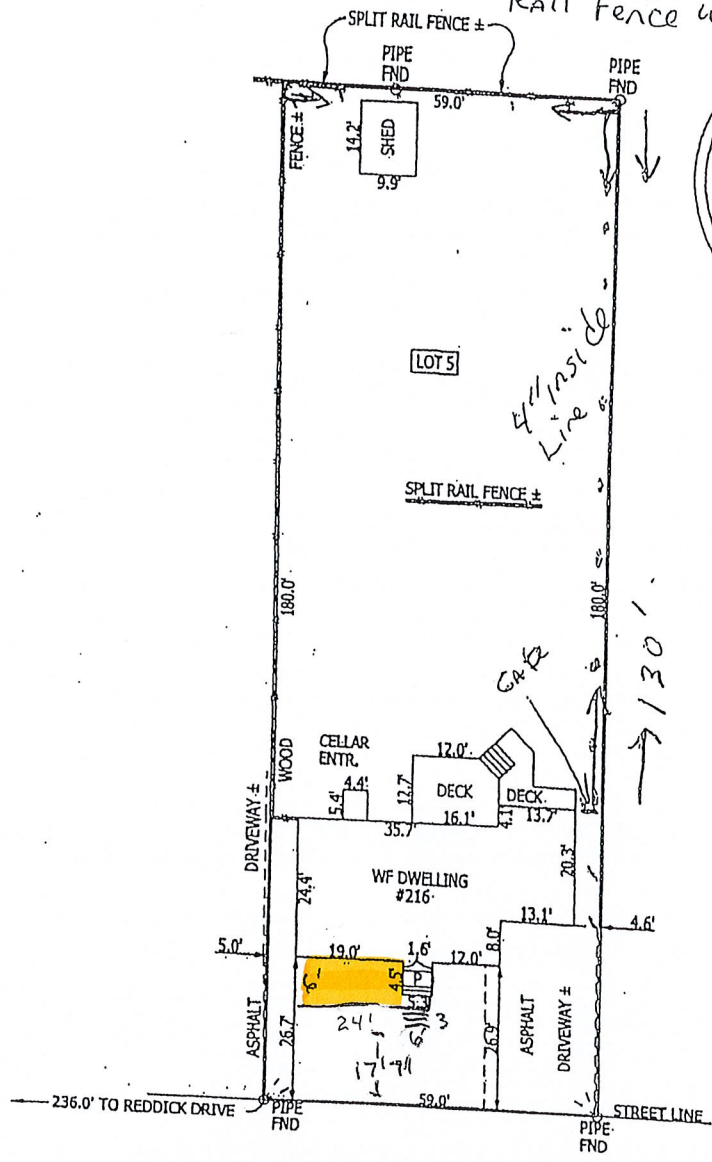 RAIL Fence
SPLIT RAIL FENCE ±
PIPE
FND
PIPE
FND
59.0'
FENCE ±
14.2'
SHED
9.9'
LOT 5
4" INSIDE
Line
SPLIT RAIL FENCE ±
180.0'
180.0'
130'
GATE
WOOD
CELLAR
ENTR.
4.4'
5.4'
12.0'
12.7'
DECK
DECK
16.1'
4.1'
13.7'
35.7'
DRIVEWAY ±
24.4'
WF DWELLING
#216
20.3'
13.1'
4.6'
8.0'
5.0'
19.0'
1.6'
12.0'
6'
4.5'
P
5.3'
24'
6
3
26.7'
26.9'
17'-9"
ASPHALT
ASPHALT
DRIVEWAY ±
59.0'
236.0' TO REDDICK DRIVE
PIPE
FND
STREET LINE
PIPE
FND